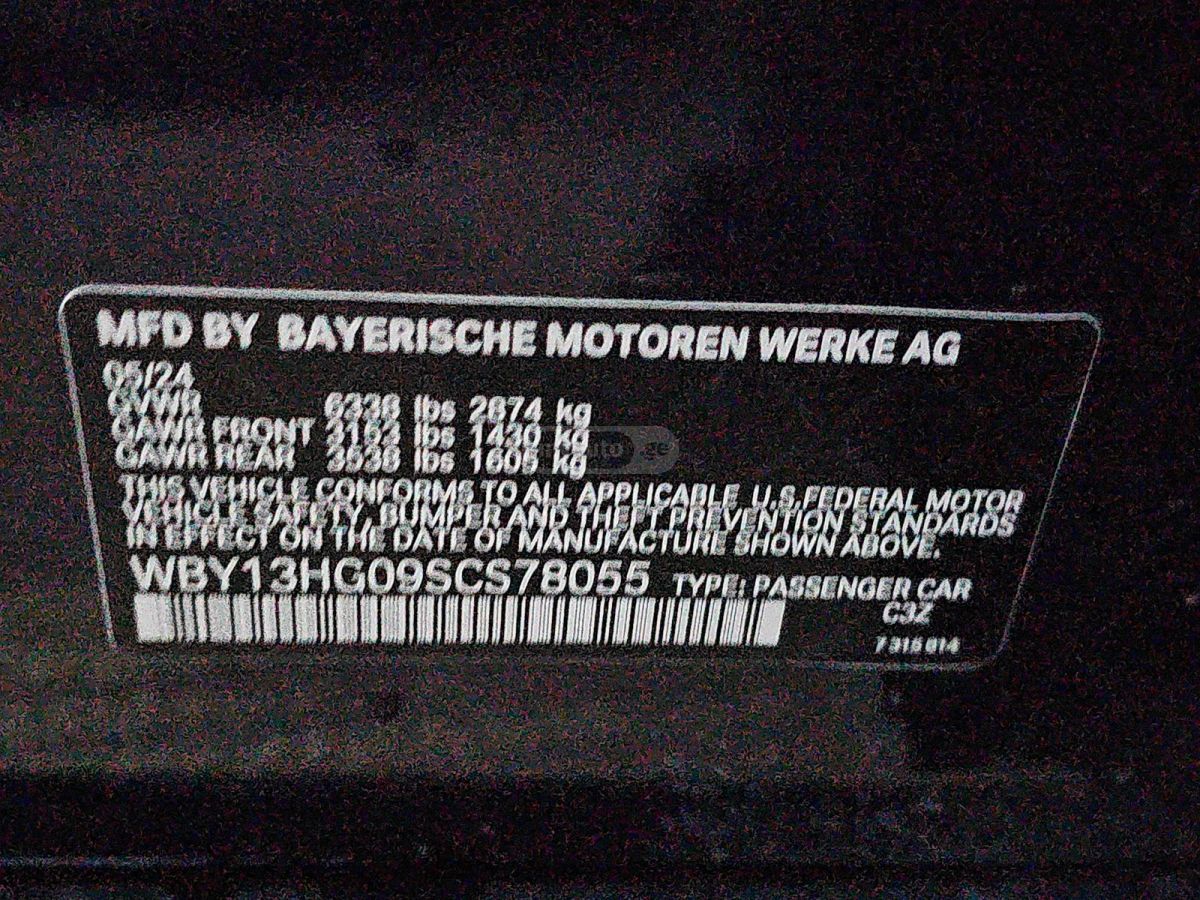 MFD BY BAYERISCHE MOTOREN WERKE AG
05/24
GVWR 6336 lbs 2874 kg
GAWR FRONT 3153 lbs 1430 kg
GAWR REAR 3538 lbs 1605 kg
THIS VEHICLE CONFORMS TO ALL APPLICABLE U.S.FEDERAL MOTOR
VEHICLE SAFETY, BUMPER AND THEFT PREVENTION STANDARDS
IN EFFECT ON THE DATE OF MANUFACTURE SHOWN ABOVE.
WBY13HG09SCS78055 TYPE: PASSENGER CAR
C3Z